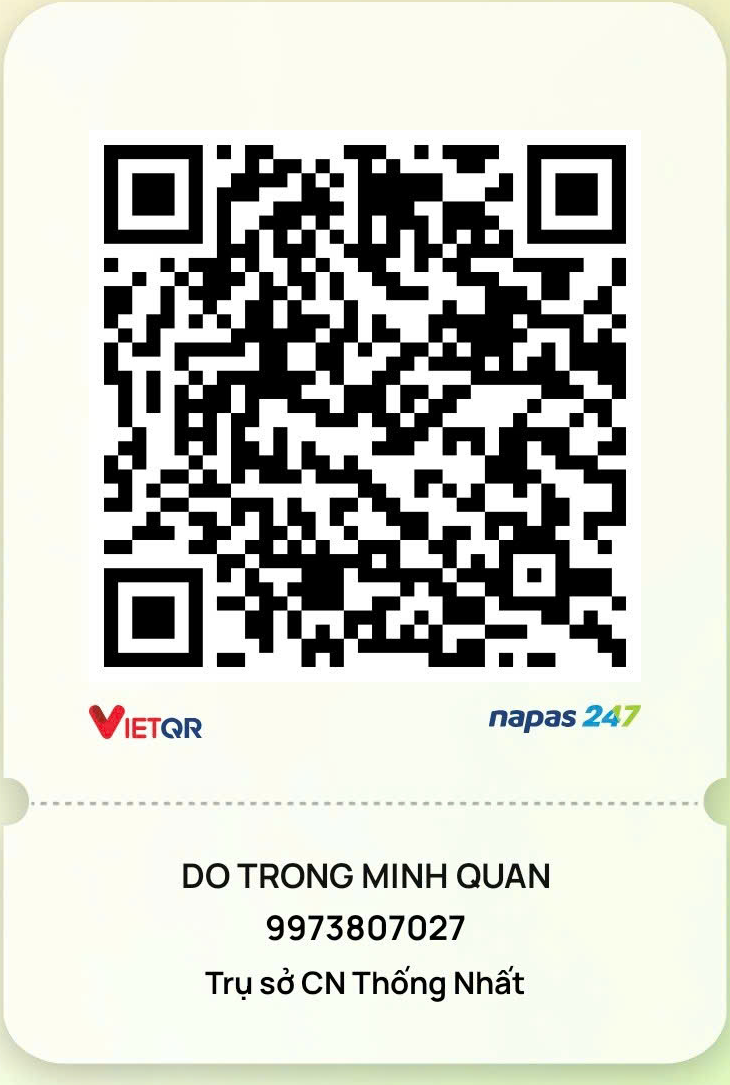 VIETQR
napas 247
DO TRONG MINH QUAN
9973807027
Trụ sở CN Thống Nhất